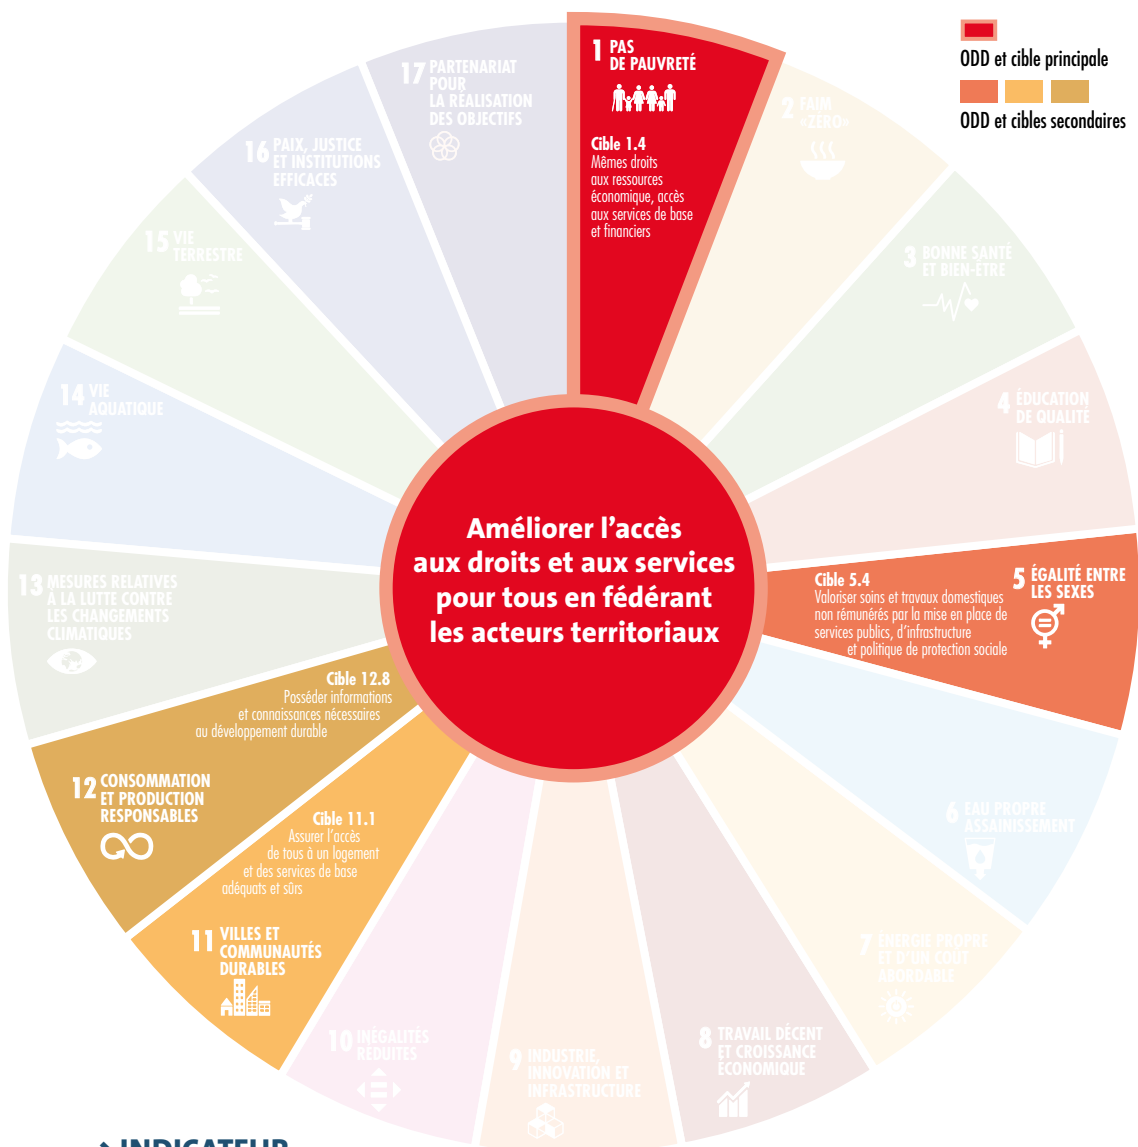 1 PAS
DE PAUVRETÉ
Cible 1.4
Mêmes droits
aux ressources
économique, accès
aux services de base
et financiers
ODD et cible principale
ODD et cibles secondaires
2 FAIM
«ZÉRO»
3 BONNE SANTÉ
ET BIEN-ÊTRE
4 ÉDUCATION
DE QUALITÉ
Cible 5.4
Valoriser soins et travaux domestiques
non rémunérés par la mise en place de
services publics, d'infrastructure
et politique de protection sociale
5 ÉGALITÉ ENTRE
LES SEXES
6 EAU PROPRE
ASSAINISSEMENT
7 ÉNERGIE PROPRE
ET D'UN COÛT
ABORDABLE
8 TRAVAIL DÉCENT
ET CROISSANCE
ÉCONOMIQUE
9 INDUSTRIE,
INNOVATION ET
INFRASTRUCTURE
10 INÉGALITÉS
RÉDUITES
Cible 11.1
Assurer l'accès
de tous à un logement
et des services de base
adéquats et sûrs
11 VILLES ET
COMMUNAUTÉS
DURABLES
Cible 12.8
Posséder informations
et connaissances nécessaires
au développement durable
12 CONSOMMATION
ET PRODUCTION
RESPONSABLES
13 MESURES RELATIVES
À LA LUTTE CONTRE
LES CHANGEMENTS
CLIMATIQUES
14 VIE
AQUATIQUE
15 VIE
TERRESTRE
16 PAIX, JUSTICE
ET INSTITUTIONS
EFFICACES
17 PARTENARIAT
POUR
LA RÉALISATION
DES OBJECTIFS
Améliorer l'accès
aux droits et aux services
pour tous en fédérant
les acteurs territoriaux
INDICATEUR